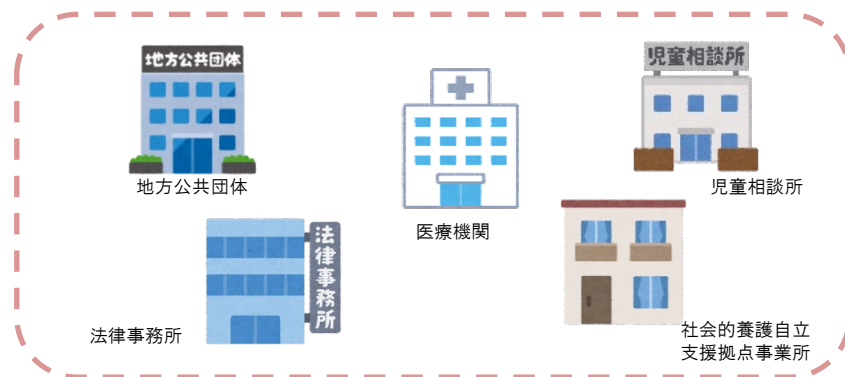 地方公共団体
児童相談所
地方公共団体
医療機関
児童相談所
法律事務所
法律事務所
社会的養護自立
支援拠点事業所